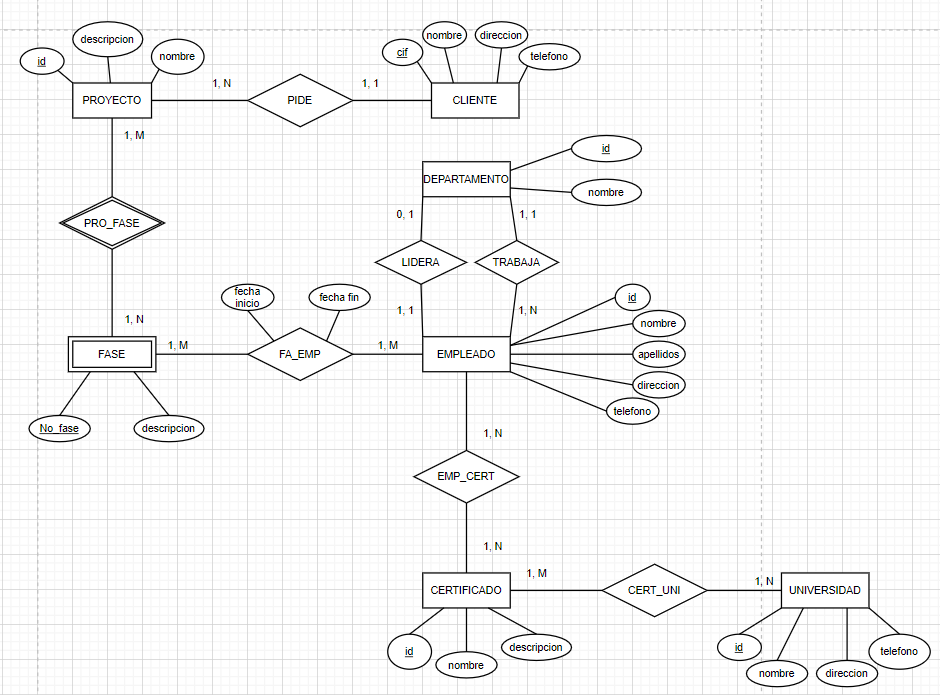 descripcion
id
nombre
PROYECTO
1, N
PIDE
1, 1
cif
nombre
direccion
telefono
CLIENTE
1, M
PRO_FASE
1, N
FASE
No_fase
descripcion
1, M
fecha
inicio
fecha fin
FA_EMP
1, M
DEPARTAMENTO
id
nombre
0, 1
1, 1
LIDERA
TRABAJA
1, 1
1, N
EMPLEADO
id
nombre
apellidos
direccion
telefono
1, N
EMP_CERT
1, N
CERTIFICADO
id
nombre
descripcion
1, M
CERT_UNI
1, N
UNIVERSIDAD
id
nombre
direccion
telefono